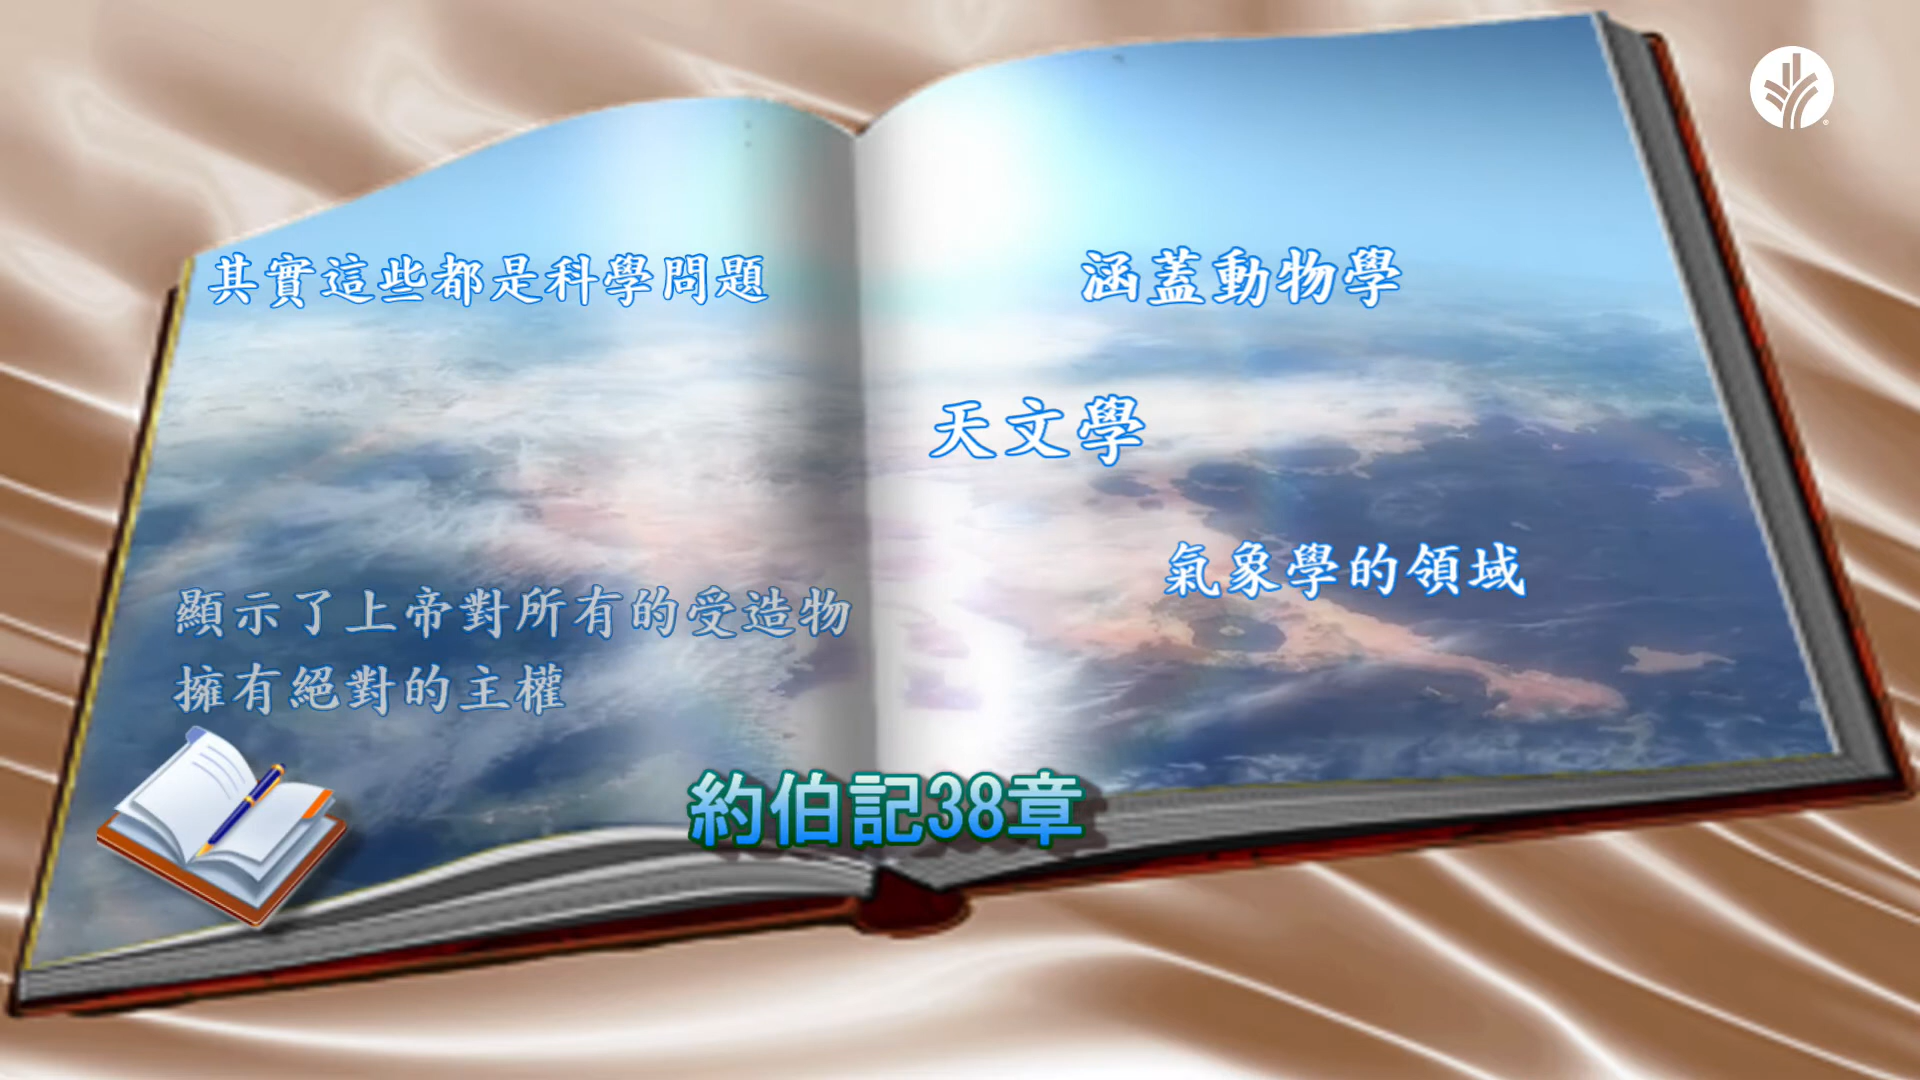 其實這些都是科學問題
顯示了上帝對所有的受造物
擁有絕對的主權
涵蓋動物學
天文學
氣象學的領域
約伯記38章